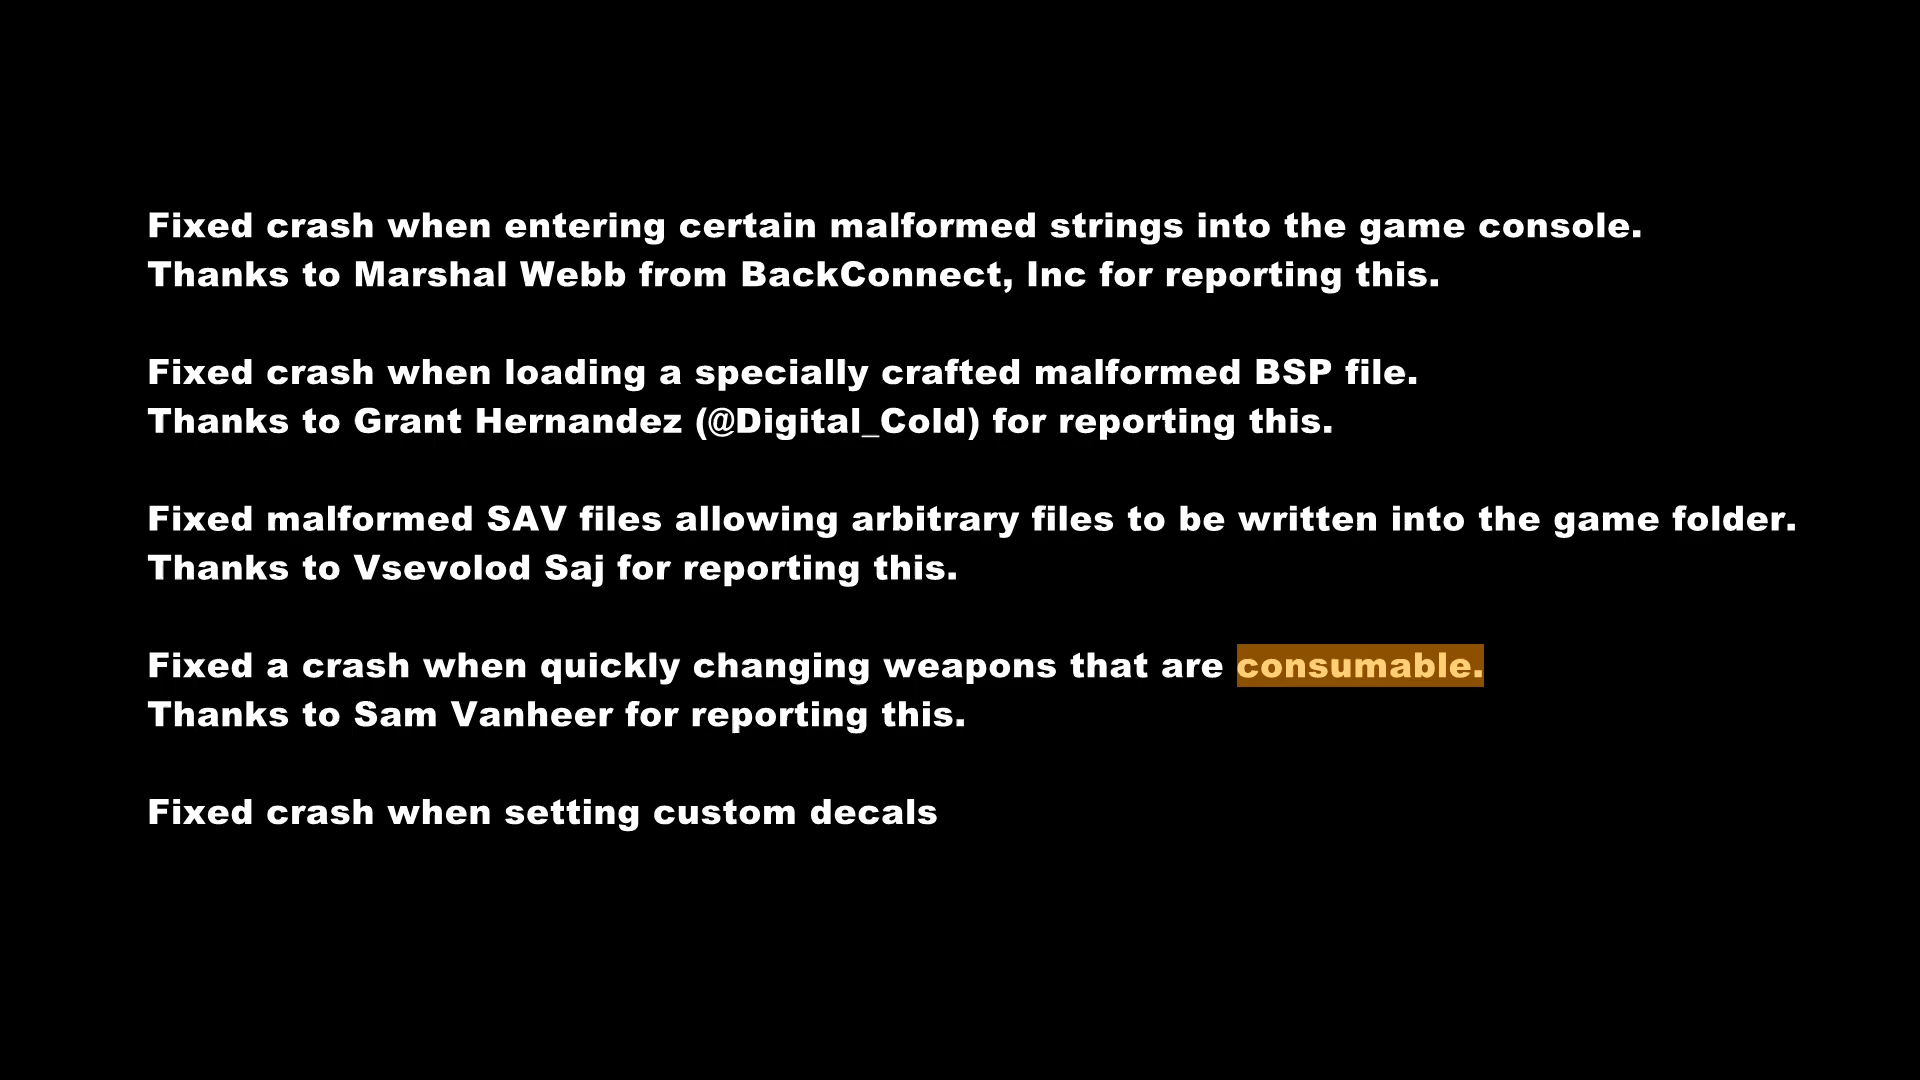 Fixed crash when entering certain malformed strings into the game console.
Thanks to Marshal Webb from BackConnect, Inc for reporting this.
Fixed crash when loading a specially crafted malformed BSP file.
Thanks to Grant Hernandez (@Digital_Cold) for reporting this.
Fixed malformed SAV files allowing arbitrary files to be written into the game folder.
Thanks to Vsevolod Saj for reporting this.
Fixed a crash when quickly changing weapons that are consumable.
Thanks to Sam Vanheer for reporting this.
Fixed crash when setting custom decals